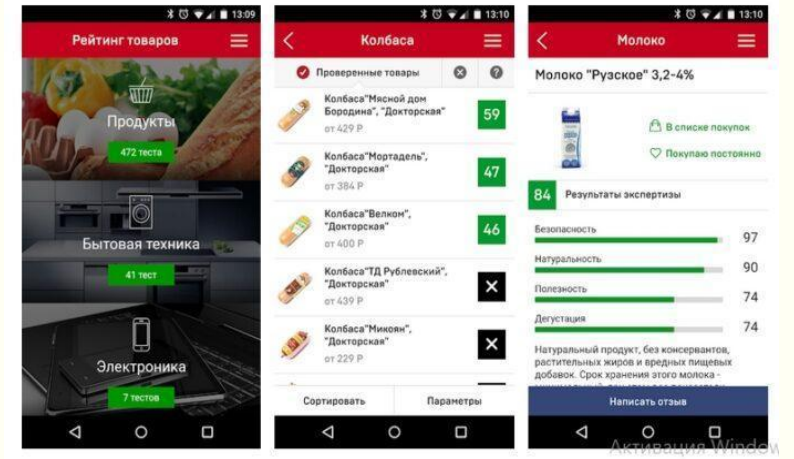 13:09
Рейтинг товаров
Продукты
472 теста
Бытовая техника
41 тест
Электроника
7 тестов
13:10
Колбаса
Проверенные товары
?
Колбаса"Мясной дом
Бородина", "Докторская"
от 429 Р
59
Колбаса"Мортадель",
"Докторская"
от 384 Р
47
Колбаса"Велком",
"Докторская"
от 400 Р
46
Колбаса"ТД Рублевский",
"Докторская"
от 439 Р
Колбаса"Микоян",
"Докторская"
от 229 Р
Сортировать
Параметры
13:10
Молоко
Молоко "Рузское" 3,2-4%
В списке покупок
Покупаю постоянно
84 Результаты экспертизы
Безопасность
97
Натуральность
90
Полезность
74
Дегустация
74
Натуральный продукт, без консервантов,
растительных жиров и вредных пищевых
добавок. Срок хранения этого молока -
Написать отзыв
Активация Window